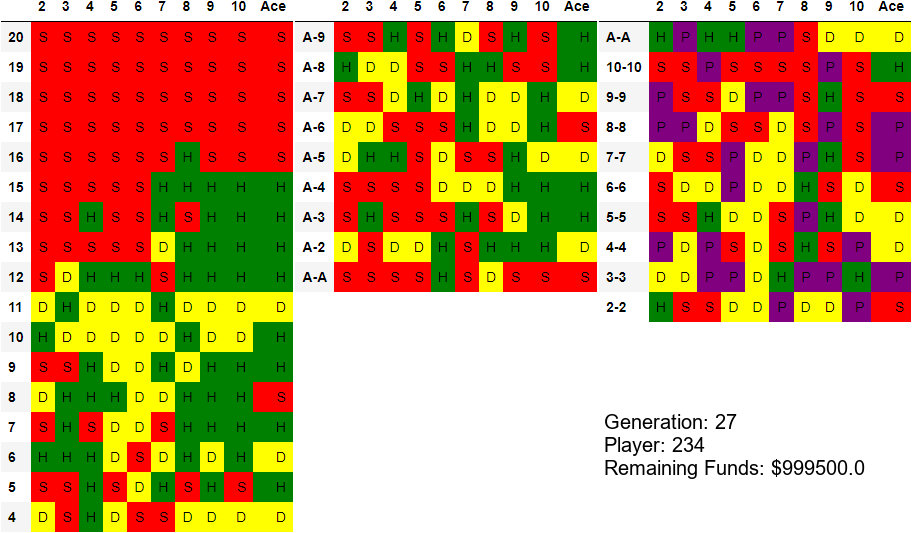 2 3 4 5 6 7 8 9 10 Ace
20 S S S S S S S S S S
19 S S S S S S S S S S
18 S S S S S S S S S S
17 S S S S S S S S S S
16 S S S S S S H S S S
15 S S S S S H H H H H
14 S S H S S H S H H H
13 S S S S S D H H H H
12 S D H H H S H H H H
11 D H D D D H D D D D
10 H D D D D D H D D H
9 S S H D D H D H H H
8 D H H H D D H H H S
7 S H S D D S H H H H
6 H H H D S D H D H D
5 S S H S D H S H S H
4 D S H D S S D D D D
2 3 4 5 6 7 8 9 10 Ace
A-9 S S H S H D S H S H
A-8 H D D S S H H S S H
A-7 S S D H D H D D H D
A-6 D D S S S H D D H S
A-5 D H H S D S S H D D
A-4 S S S S D D D H H H
A-3 S H S S S H S D H H
A-2 D S D D H S H H H D
A-A S S S S H S D S S S
2 3 4 5 6 7 8 9 10 Ace
A-A H P H H P P S D D D
10-10 S S P S S S S P S H
9-9 P S S D P P S H S S
8-8 P P D S S D S P S P
7-7 D S S P D D P H S P
6-6 S D D P D D H S D S
5-5 S S H D D S P H D D
4-4 P D P S D S H S P D
3-3 D D P P D H P P H P
2-2 H S S D D P D D P S
Generation: 27
Player: 234
Remaining Funds: $999500.0